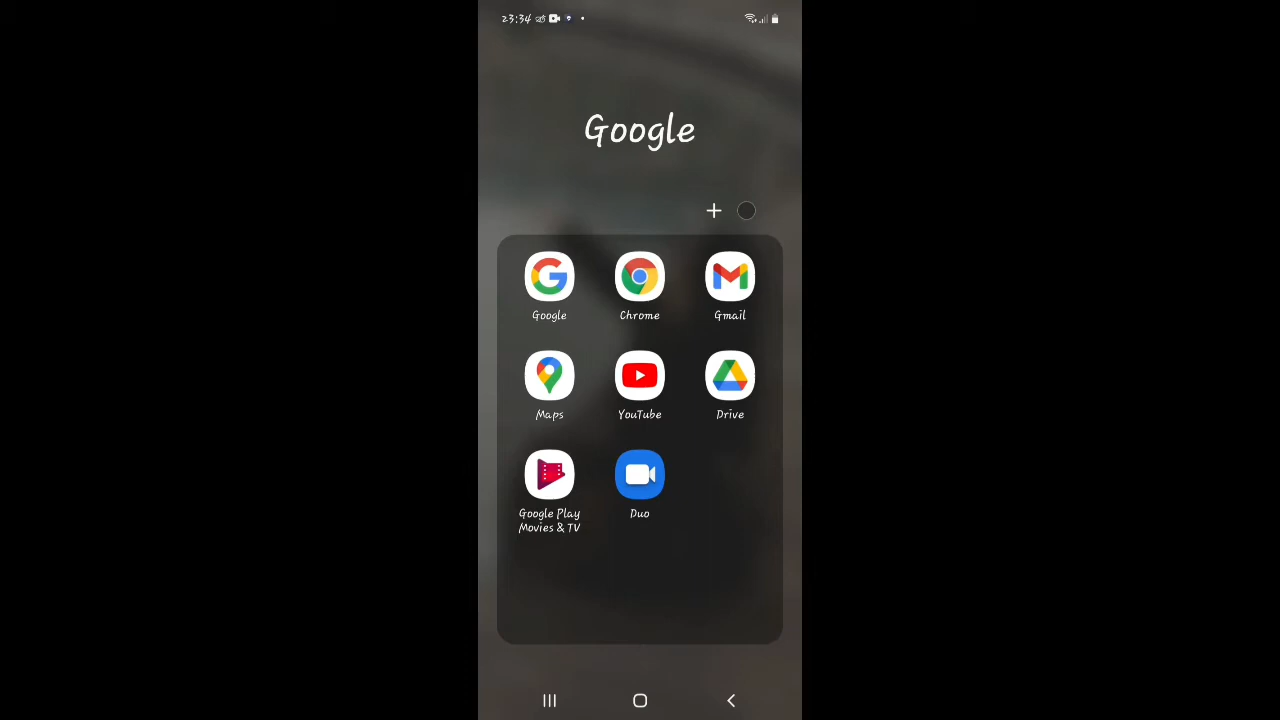 23:34
Google
Google Chrome Gmail
Maps YouTube Drive
Google Play Duo
Movies & TV